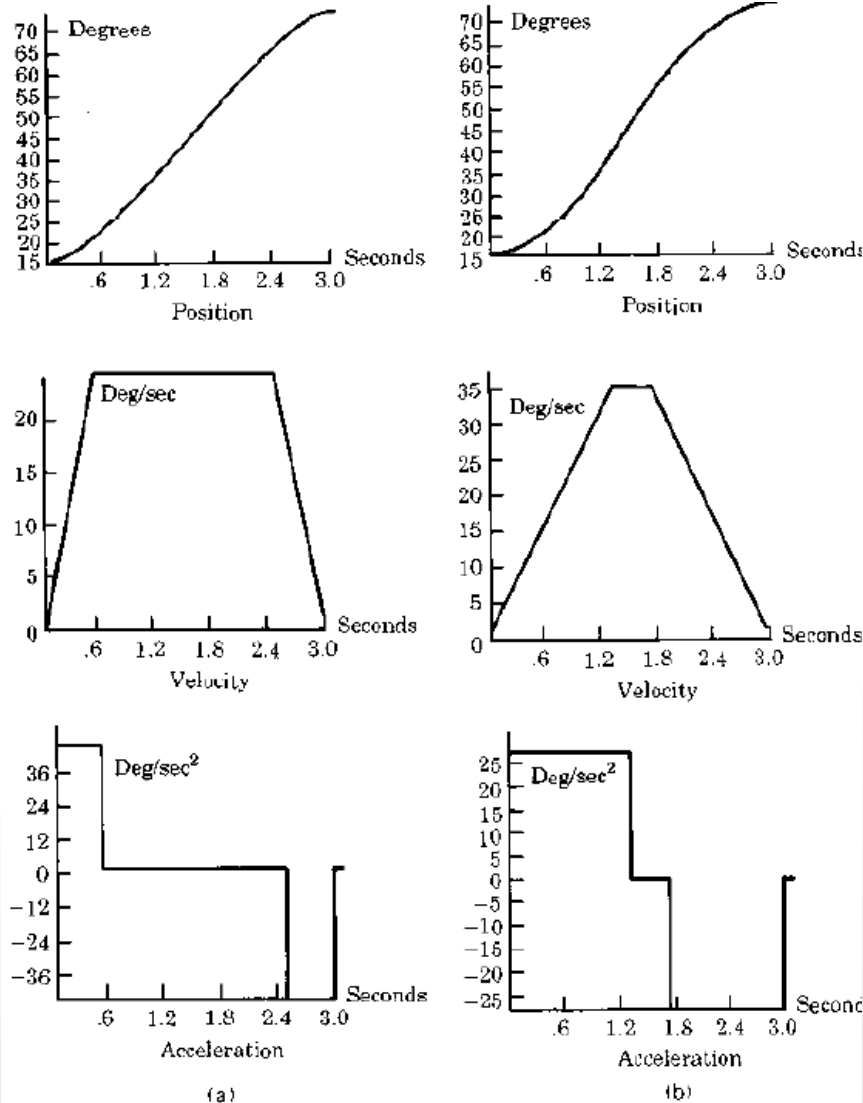 Degrees
70
65
60
55
50
45
40
35
30
25
20
15
.6 1.2 1.8 2.4 3.0
Seconds
Position
Degrees
70
65
60
55
50
45
40
35
30
25
20
15
.6 1.2 1.8 2.4 3.0
Seconds
Position
Deg/sec
20
15
10
5
0
.6 1.2 1.8 2.4 3.0
Seconds
Velocity
Deg/sec
35
30
25
20
15
10
5
0
.6 1.2 1.8 2.4 3.0
Seconds
Velocity
Deg/sec²
36
24
12
0
−12
−24
−36
.6 1.2 1.8 2.4 3.0
Seconds
Acceleration
(a)
Deg/sec²
25
20
15
10
5
0
−5
−10
−15
−20
−25
.6 1.2 1.8 2.4 3.0
Second
Acceleration
(b)